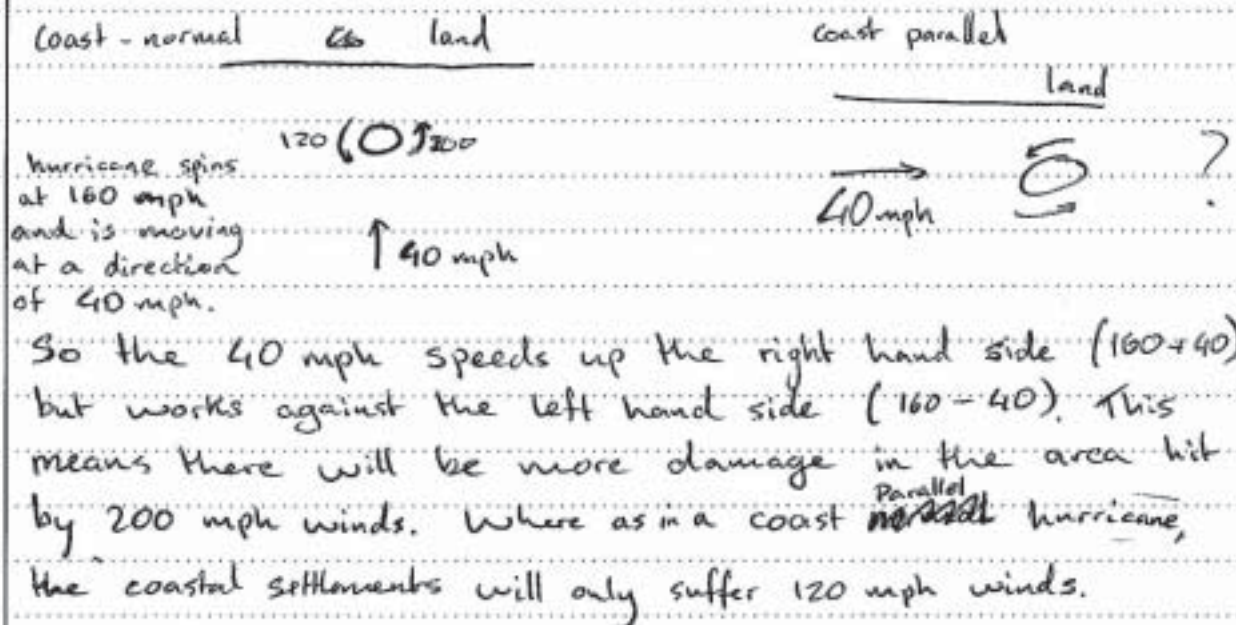 coast-normal land
coast parallel
land
120 200
hurricane spins
at 160 mph
and is moving
at a direction
of 40 mph.
40 mph
40 mph
?
So the 40 mph speeds up the right hand side (160+40)
but works against the left hand side (160-40). This
means there will be more damage in the area hit
by 200 mph winds. Where as in a coast Parallel hurricane,
the coastal settlements will only suffer 120 mph winds.